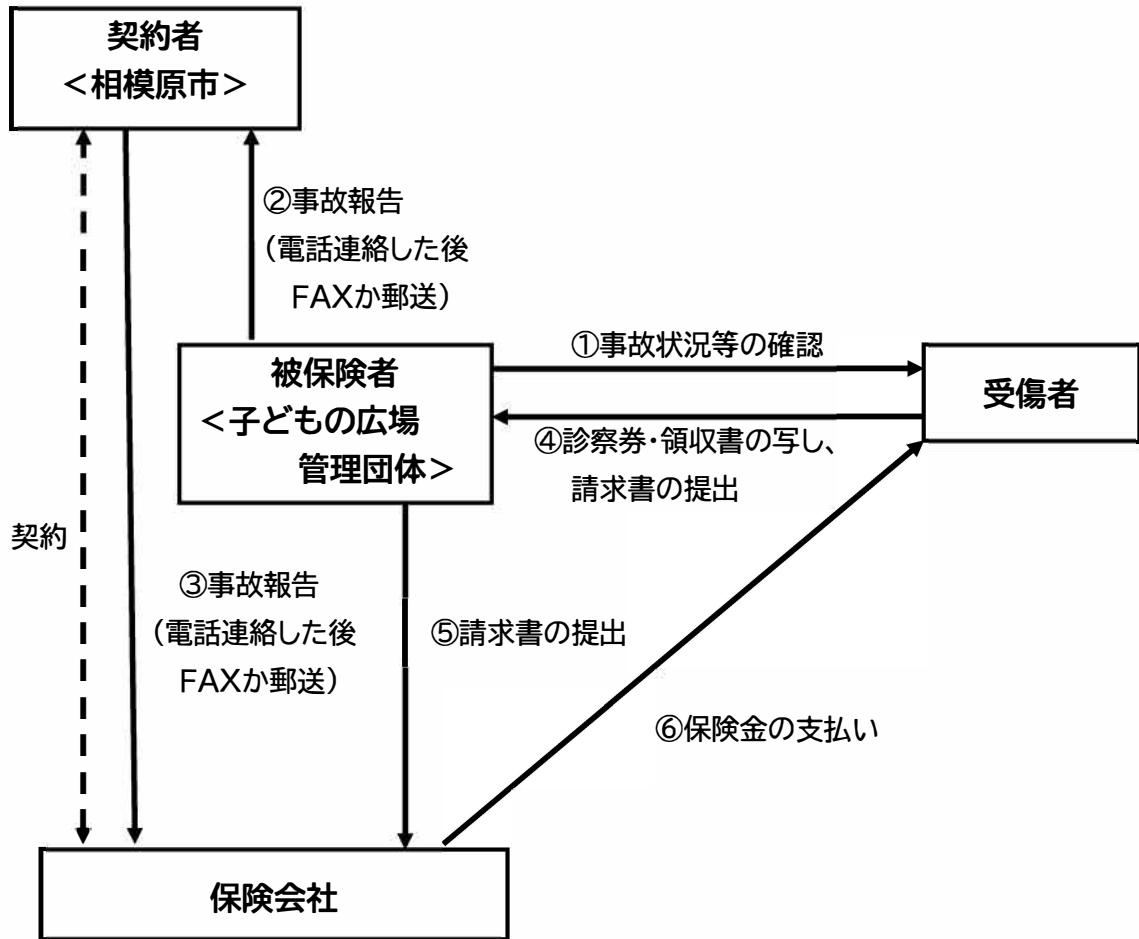 契約者
＜相模原市＞
②事故報告
（電話連絡した後
FAXか郵送）
①事故状況等の確認
被保険者
＜子どもの広場
管理団体＞
受傷者
④診察券・領収書の写し、
請求書の提出
契約
③事故報告
（電話連絡した後
FAXか郵送）
⑤請求書の提出
⑥保険金の支払い
保険会社